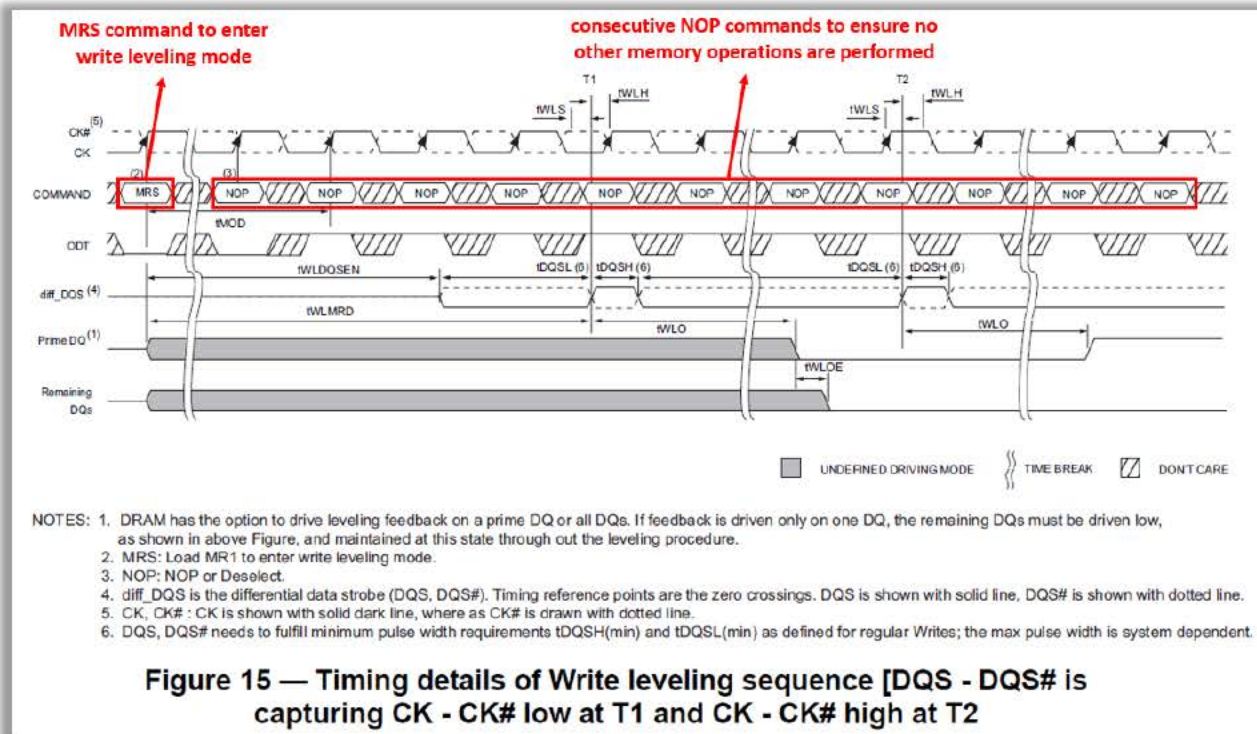 MRS command to enter
write leveling mode
consecutive NOP commands to ensure no
other memory operations are performed
T1 T2
tWLS tWLH tWLS tWLH
CK# (5)
CK
(2) (3)
COMMAND MRS NOP NOP NOP NOP NOP NOP NOP NOP NOP NOP NOP
tMOD
ODT
tWLDQSEN tDQSL (6) tDQSH (6) tDQSL (6) tDQSH (6)
diff_DQS (4)
tWLMRD tWLO tWLO
Prime DQ (1)
tWLOE
Remaining
DQs
UNDEFINED DRIVING MODE TIME BREAK DON'T CARE
NOTES: 1. DRAM has the option to drive leveling feedback on a prime DQ or all DQs. If feedback is driven only on one DQ, the remaining DQs must be driven low,
as shown in above Figure, and maintained at this state through out the leveling procedure.
2. MRS: Load MR1 to enter write leveling mode.
3. NOP: NOP or Deselect.
4. diff_DQS is the differential data strobe (DQS, DQS#). Timing reference points are the zero crossings. DQS is shown with solid line, DQS# is shown with dotted line.
5. CK, CK# : CK is shown with solid dark line, where as CK# is drawn with dotted line.
6. DQS, DQS# needs to fulfill minimum pulse width requirements tDQSH(min) and tDQSL(min) as defined for regular Writes; the max pulse width is system dependent.
Figure 15 — Timing details of Write leveling sequence [DQS - DQS# is
capturing CK - CK# low at T1 and CK - CK# high at T2